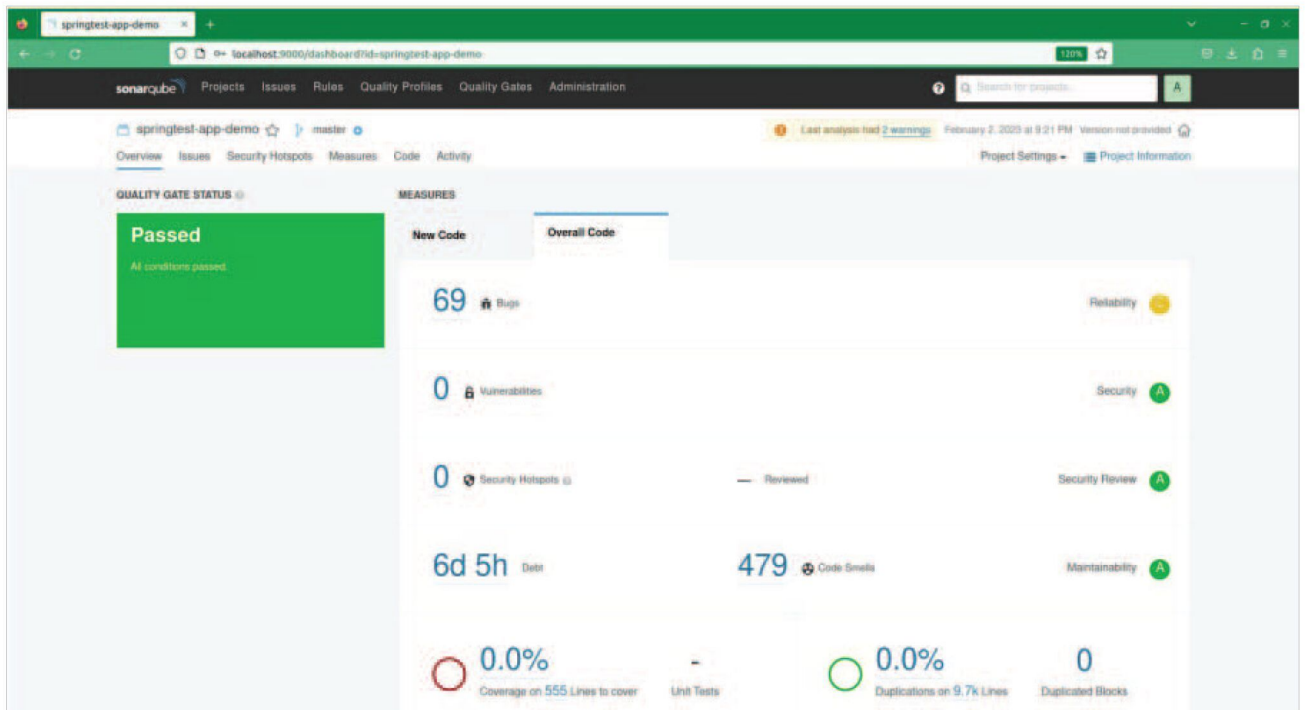 springtest-app-demo
localhost:9000/dashboard?id=springtest-app-demo
120%
sonarqube Projects Issues Rules Quality Profiles Quality Gates Administration
Search for projects...
A
springtest-app-demo master
Last analysis had 2 warnings February 2, 2023 at 9:21 PM Version not provided
Overview Issues Security Hotspots Measures Code Activity
Project Settings Project Information
QUALITY GATE STATUS
MEASURES
Passed
All conditions passed.
New Code Overall Code
69 Bugs Reliability
0 Vulnerabilities Security A
0 Security Hotspots — Reviewed Security Review A
6d 5h Debt 479 Code Smells Maintainability A
0.0% - 0.0% 0
Coverage on 555 Lines to cover Unit Tests Duplications on 9.7k Lines Duplicated Blocks